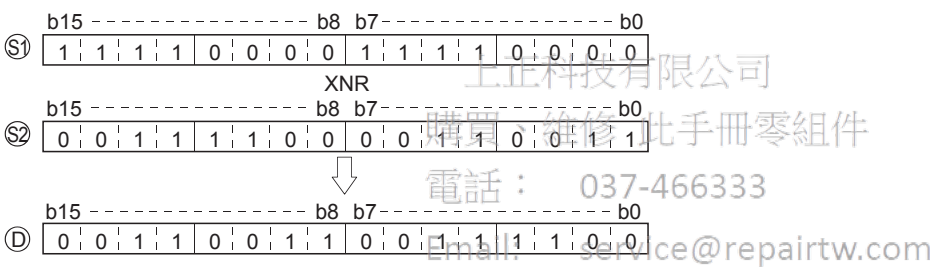 b15 b8 b7 b0
S1 1 1 1 1 0 0 0 0 1 1 1 1 0 0 0 0
上正科技有限公司
XNR
b15 b8 b7 b0
S2 0 0 1 1 1 1 0 0 0 0 1 1 0 0 1 1
購買、維修 此手冊零組件
電話： 037-466333
b15 b8 b7 b0
D 0 0 1 1 0 0 1 1 0 0 1 1 1 1 0 0
Email: service@repairtw.com